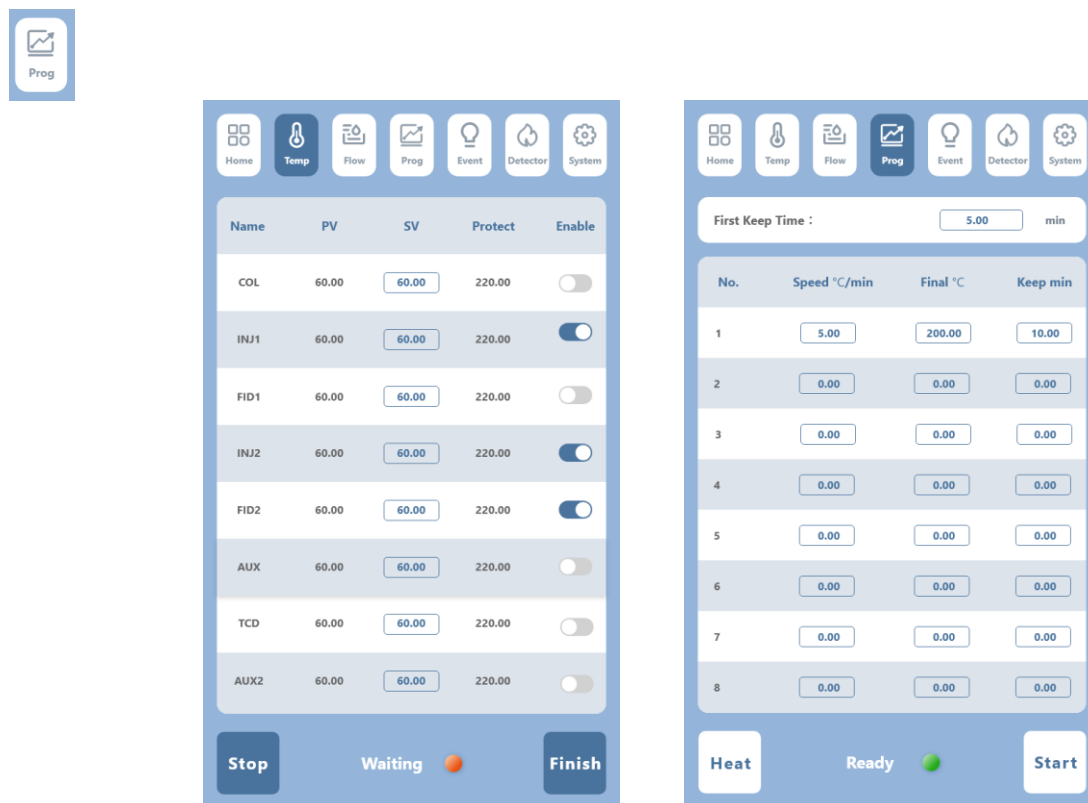 Prog
Home Temp Flow Prog Event Detector System
Name PV SV Protect Enable
COL 60.00 60.00 220.00
INJ1 60.00 60.00 220.00
FID1 60.00 60.00 220.00
INJ2 60.00 60.00 220.00
FID2 60.00 60.00 220.00
AUX 60.00 60.00 220.00
TCD 60.00 60.00 220.00
AUX2 60.00 60.00 220.00
Stop Waiting Finish
Home Temp Flow Prog Event Detector System
First Keep Time : 5.00 min
No. Speed °C/min Final °C Keep min
1 5.00 200.00 10.00
2 0.00 0.00 0.00
3 0.00 0.00 0.00
4 0.00 0.00 0.00
5 0.00 0.00 0.00
6 0.00 0.00 0.00
7 0.00 0.00 0.00
8 0.00 0.00 0.00
Heat Ready Start